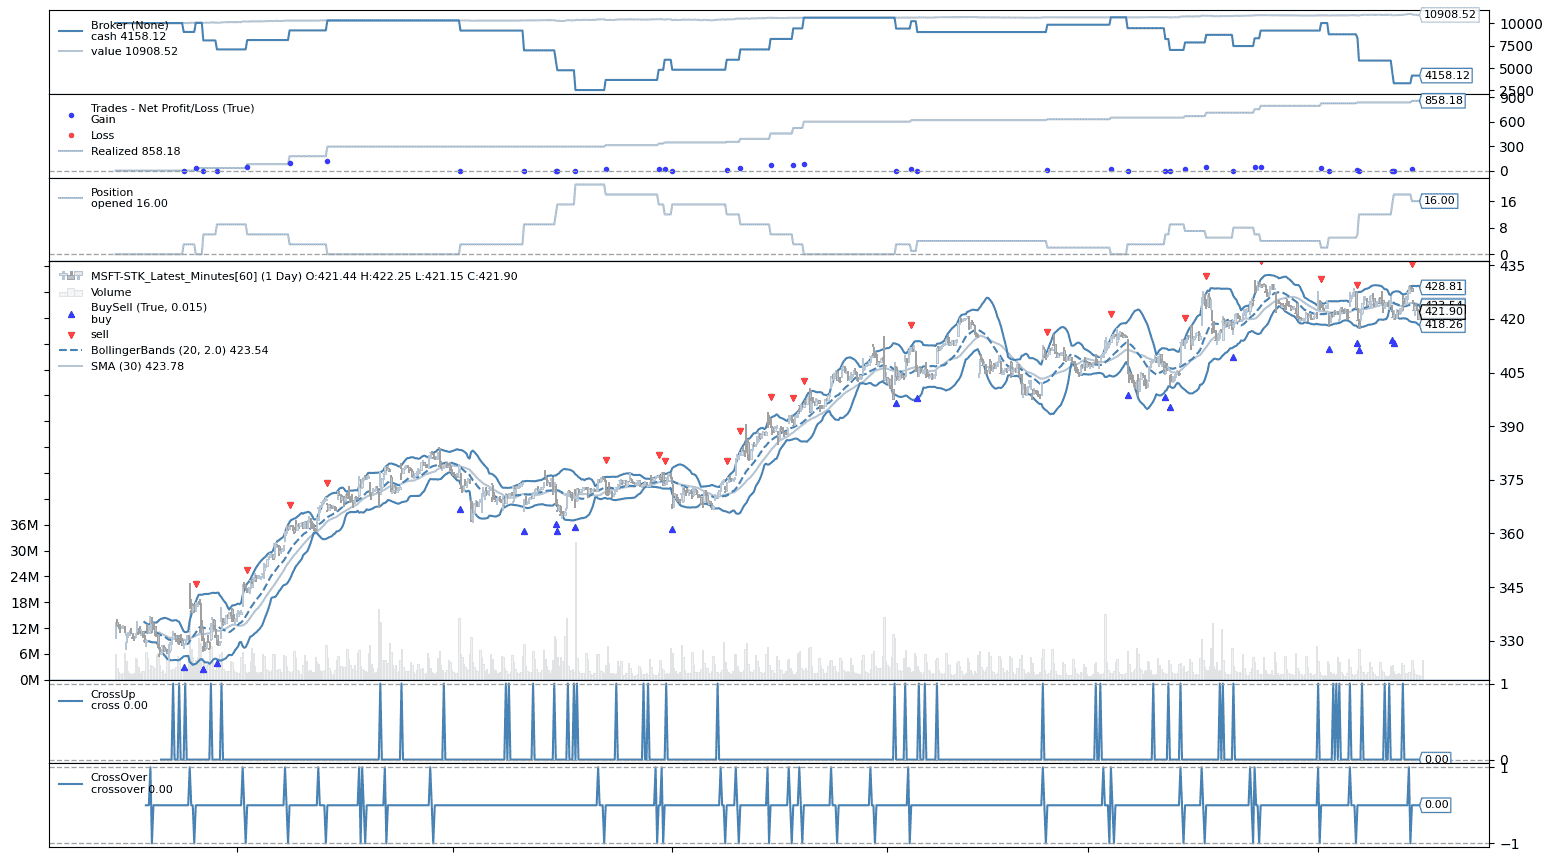 Broker (None)
cash 4158.12
value 10908.52
10908.52
4158.12
10000
7500
5000
2500
Trades - Net Profit/Loss (True)
Gain
Loss
Realized 858.18
858.18
900
600
300
0
Position
opened 16.00
16.00
16
8
0
MSFT-STK_Latest_Minutes[60] (1 Day) O:421.44 H:422.25 L:421.15 C:421.90
Volume
BuySell (True, 0.015)
buy
sell
BollingerBands (20, 2.0) 423.54
SMA (30) 423.78
428.81
423.54
421.90
418.26
435
420
405
390
375
360
345
330
36M
30M
24M
18M
12M
6M
0M
CrossUp
cross 0.00
1
0.00
0
CrossOver
crossover 0.00
1
0.00
−1